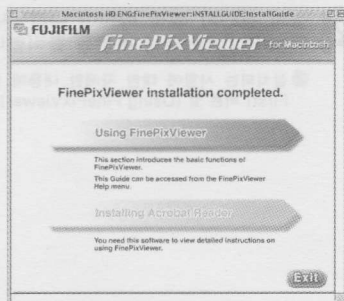 Macintosh HD ENG:FinePixViewer:INSTALLGUIDE:InstallGuide
FUJIFILM
FinePixViewer for Macintosh
FinePixViewer installation completed.
Using FinePixViewer
This section introduces the basic functions of
FinePixViewer.
This Guide can be accessed from the FinePixViewer
Help menu.
Installing Acrobat Reader
You need this software to view detailed instructions on
using FinePixViewer.
Exit